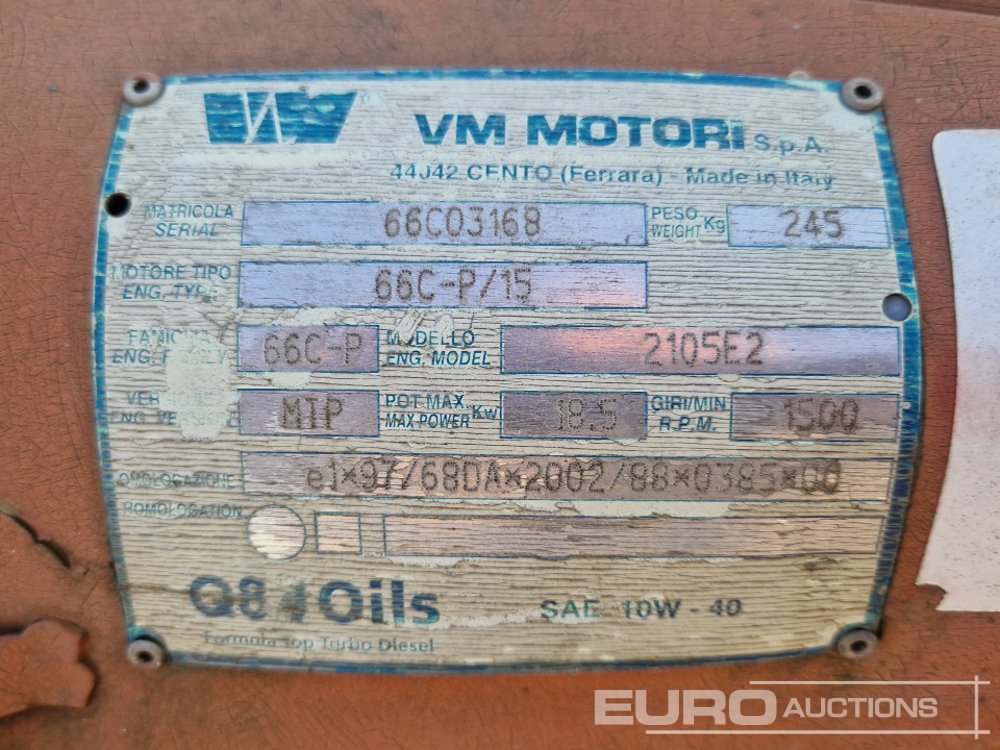 VM MOTORI S.p.A.
44042 CENTO (Ferrara) - Made in Italy
MATRICOLA SERIAL 66C03168 PESO WEIGHT Kg 245
MOTORE TIPO ENG. TYPE 66C-P/15
ENG. 66C-P MODELLO ENG. MODEL 2105E2
MTP POT MAX. MAX POWER Kw 18.5 GIRI/MIN R.P.M. 1500
OMOLOGAZIONE e1*97/68DA*2002/88*0385*00
HOMOLOGATION
Q8 Oils SAE 10W - 40
Formula Top Turbo Diesel
EURO AUCTIONS